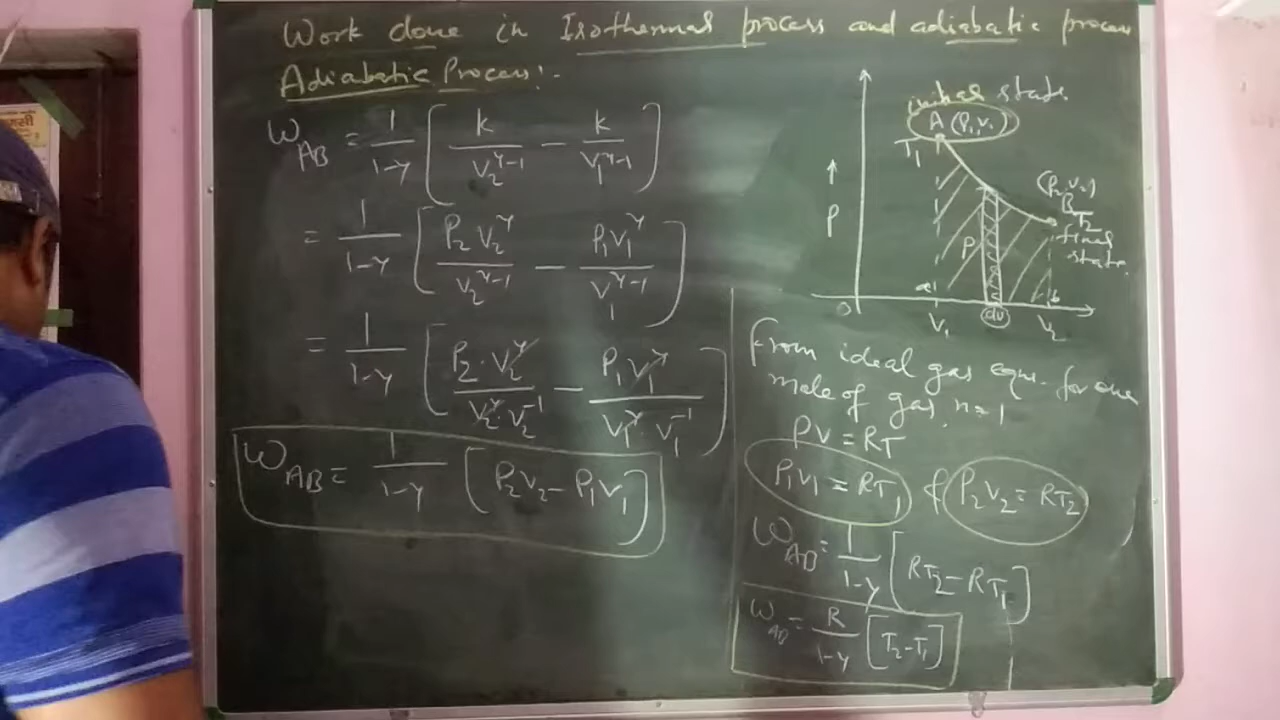 Work done in Isothermal process and adiabatic process
Adiabatic Process:-
W_AB = 1/(1-γ) [ K/V₂^(γ-1) - K/V₁^(γ-1) ]
= 1/(1-γ) [ P₂V₂^γ/V₂^(γ-1) - P₁V₁^γ/V₁^(γ-1) ]
= 1/(1-γ) [ P₂·V₂^γ/(V₂^γ·V₂^-1) - P₁V₁^γ/(V₁^γ·V₁^-1) ]
W_AB = 1/(1-γ) [ P₂V₂ - P₁V₁ ]
initial state
A (P₁,V₁)
T₁
(P₂,V₂)
B
T₂
final
state.
↑
P
P
a
b
O
V₁
dv
V₂
from ideal gas eqns. for one
mole of gas, n=1
PV = RT
P₁V₁ = RT₁ & P₂V₂ = RT₂
W_AB = 1/(1-γ) [ RT₂ - RT₁ ]
W_AB = R/(1-γ) [ T₂ - T₁ ]